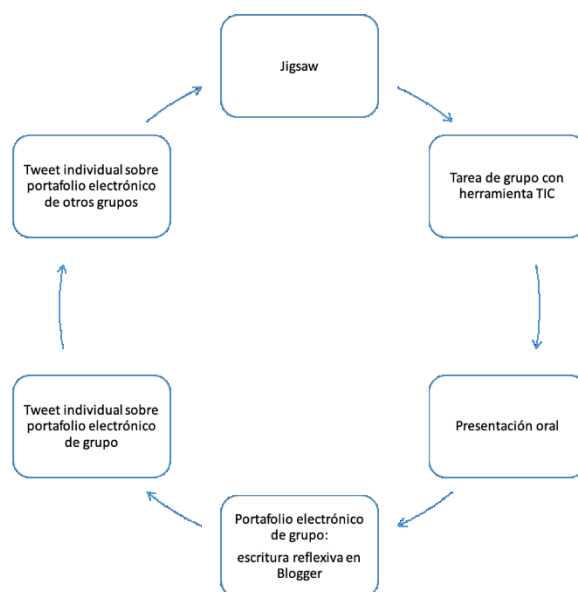 Jigsaw
Tarea de grupo con
herramienta TIC
Presentación oral
Portafolio electrónico
de grupo:
escritura reflexiva en
Blogger
Tweet individual sobre
portafolio electrónico
de grupo
Tweet individual sobre
portafolio electrónico
de otros grupos